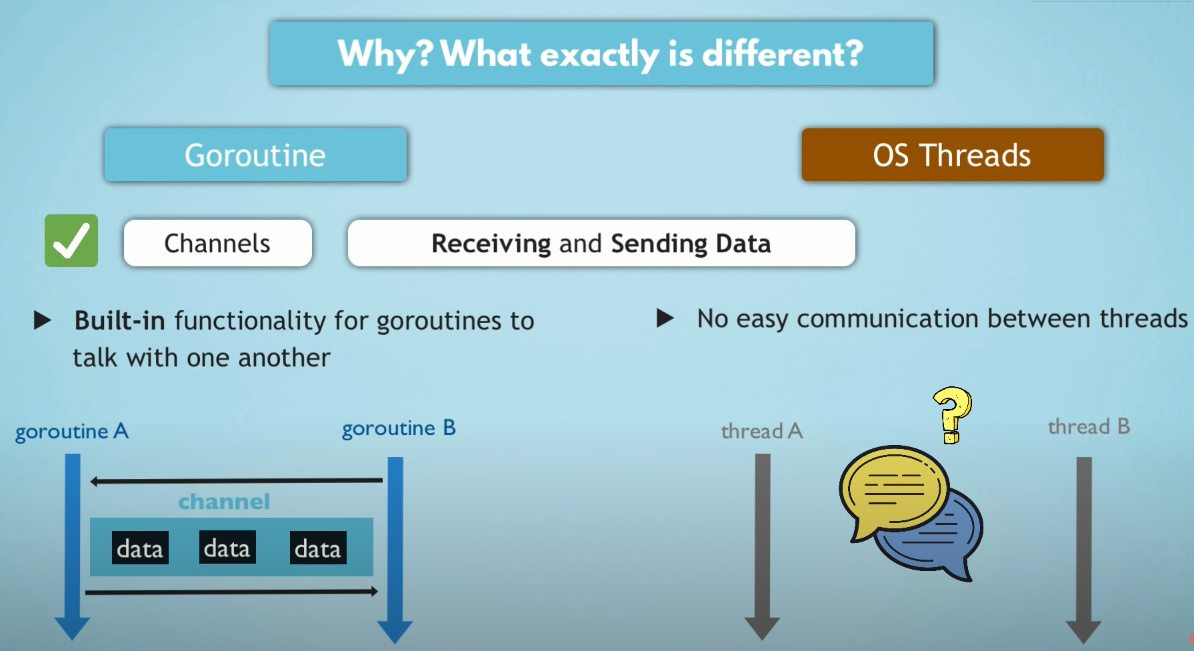 Why? What exactly is different?
Goroutine
OS Threads
Channels
Receiving and Sending Data
▶ Built-in functionality for goroutines to
talk with one another
▶ No easy communication between threads
goroutine A
goroutine B
channel
data data data
thread A
thread B
?